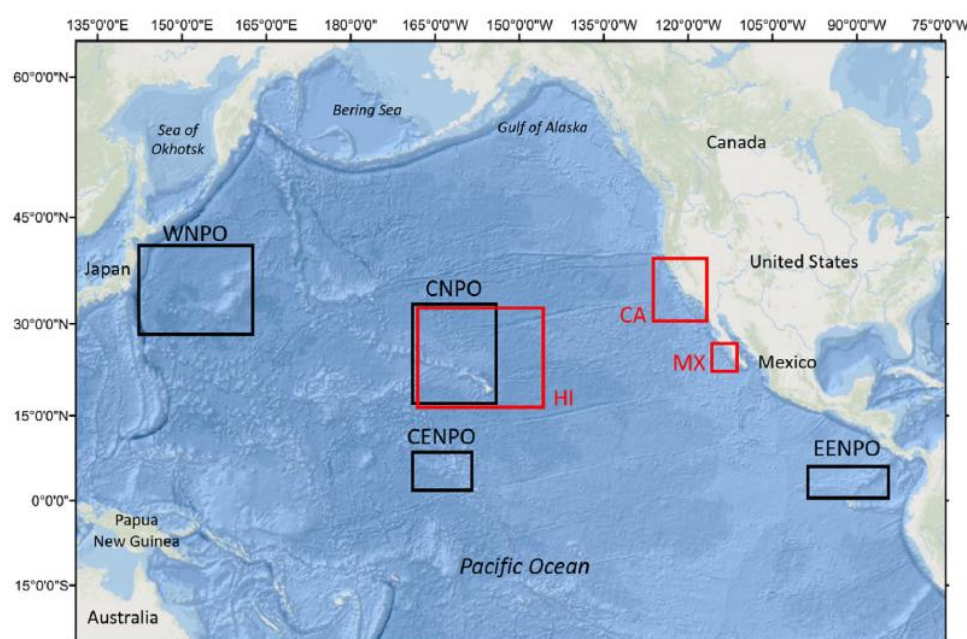 135°0'0"E 150°0'0"E 165°0'0"E 180°0'0" 165°0'0"W 150°0'0"W 135°0'0"W 120°0'0"W 105°0'0"W 90°0'0"W 75°0'0"W
60°0'0"N
Bering Sea
Gulf of Alaska
Sea of
Okhotsk
Canada
45°0'0"N
WNPO
Japan
United States
CNPO
CA
30°0'0"N
MX
Mexico
HI
15°0'0"N
CENPO
EENPO
0°0'0"
Papua
New Guinea
Pacific Ocean
15°0'0"S
Australia